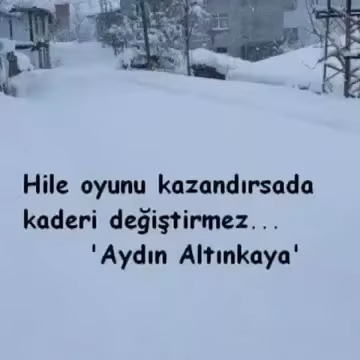 Hile oyunu kazandırsada
kaderi değiştirmez...
'Aydın Altınkaya'